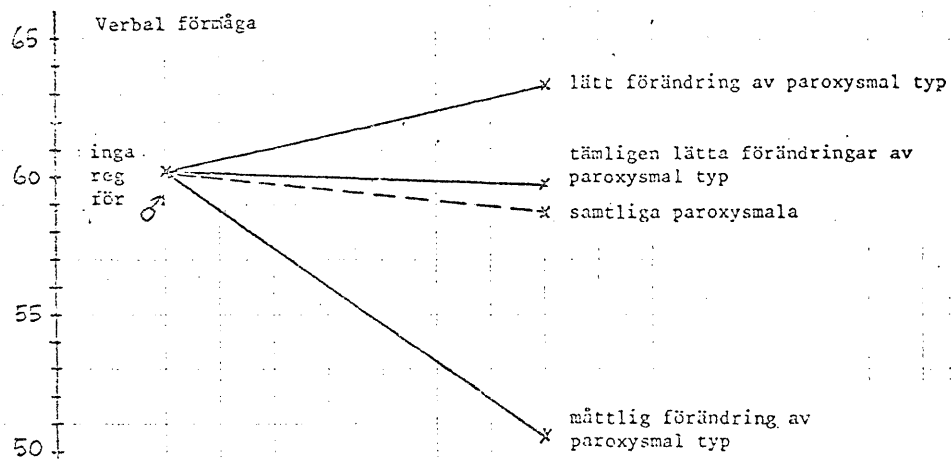 Verbal förmåga
65
lätt förändring av paroxysmal typ
inga
reg
för
♂
60
tämligen lätta förändringar av
paroxysmal typ
samtliga paroxysmala
55
måttlig förändring av
paroxysmal typ
50